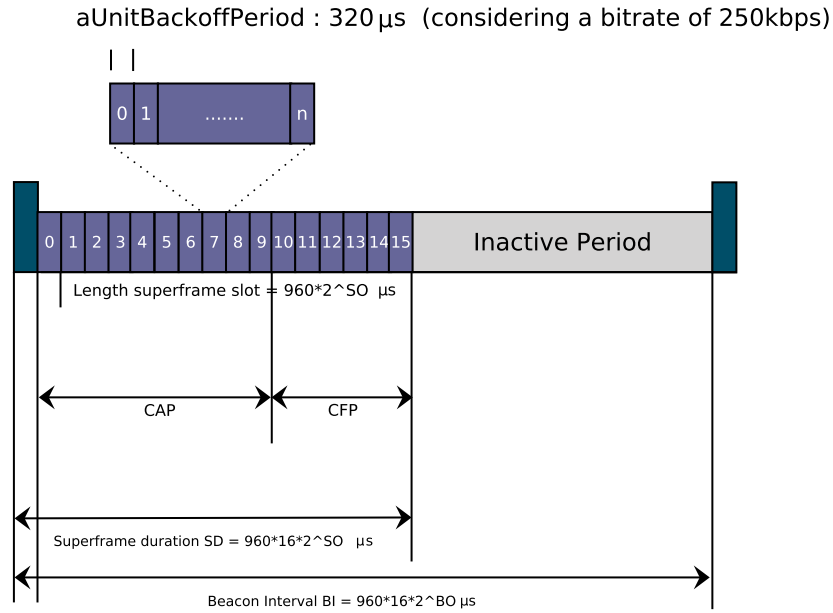 aUnitBackoffPeriod : 320 µs (considering a bitrate of 250kbps)
0 1 ....... n
0 1 2 3 4 5 6 7 8 9 10 11 12 13 14 15 Inactive Period
Length superframe slot = 960*2^SO µs
CAP CFP
Superframe duration SD = 960*16*2^SO µs
Beacon Interval BI = 960*16*2^BO µs